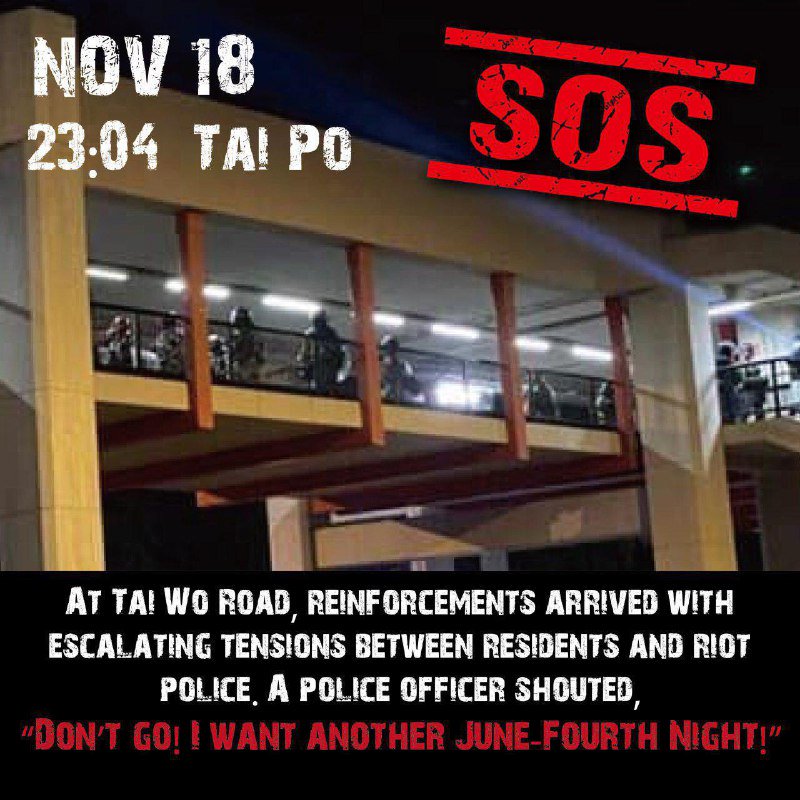 NOV 18
23:04 TAI PO
SOS
AT TAI WO ROAD, REINFORCEMENTS ARRIVED WITH
ESCALATING TENSIONS BETWEEN RESIDENTS AND RIOT
POLICE. A POLICE OFFICER SHOUTED,
"DON'T GO! I WANT ANOTHER JUNE-FOURTH NIGHT!"